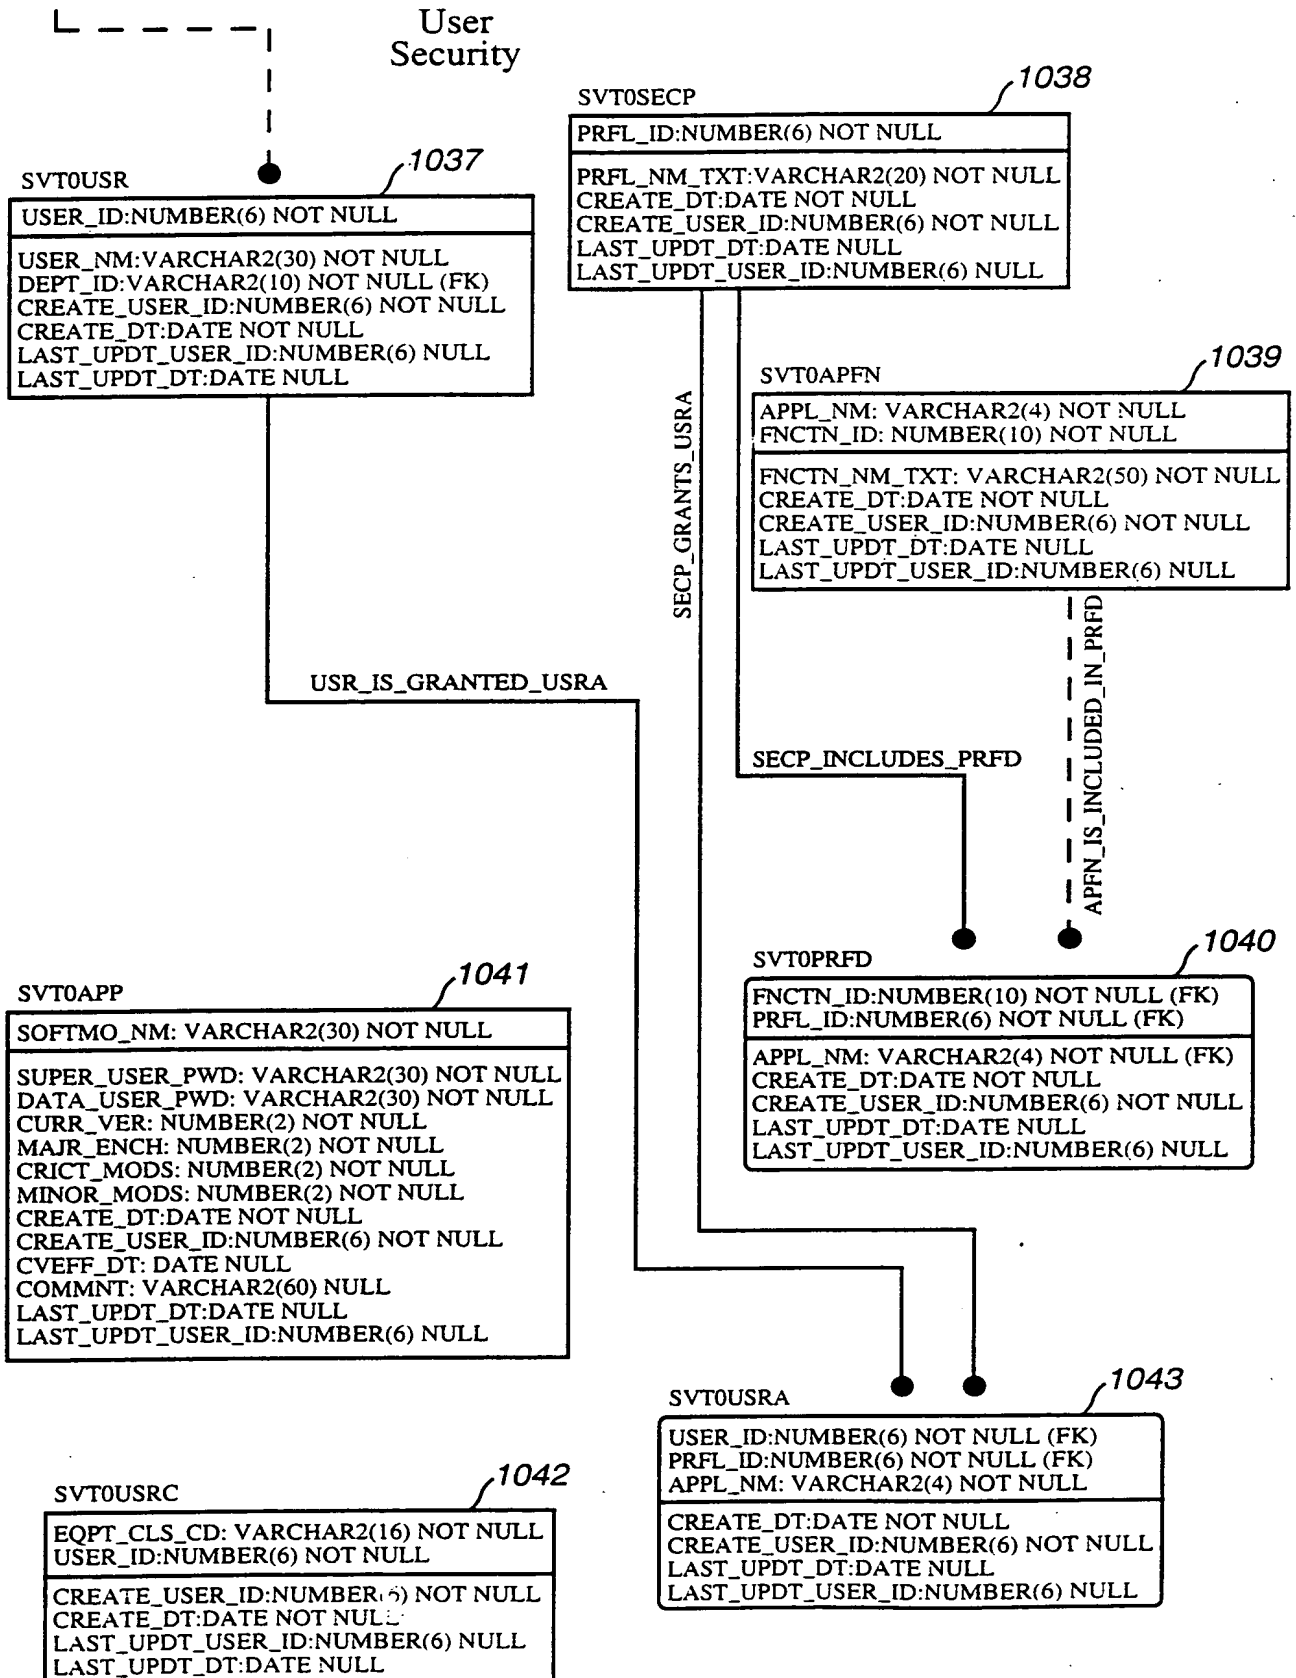 User
Security
1037
SVT0USR
USER_ID:NUMBER(6) NOT NULL
USER_NM:VARCHAR2(30) NOT NULL
DEPT_ID:VARCHAR2(10) NOT NULL (FK)
CREATE_USER_ID:NUMBER(6) NOT NULL
CREATE_DT:DATE NOT NULL
LAST_UPDT_USER_ID:NUMBER(6) NULL
LAST_UPDT_DT:DATE NULL
1038
SVT0SECP
PRFL_ID:NUMBER(6) NOT NULL
PRFL_NM_TXT:VARCHAR2(20) NOT NULL
CREATE_DT:DATE NOT NULL
CREATE_USER_ID:NUMBER(6) NOT NULL
LAST_UPDT_DT:DATE NULL
LAST_UPDT_USER_ID:NUMBER(6) NULL
1039
SVT0APFN
APPL_NM: VARCHAR2(4) NOT NULL
FNCTN_ID: NUMBER(10) NOT NULL
FNCTN_NM_TXT: VARCHAR2(50) NOT NULL
CREATE_DT:DATE NOT NULL
CREATE_USER_ID:NUMBER(6) NOT NULL
LAST_UPDT_DT:DATE NULL
LAST_UPDT_USER_ID:NUMBER(6) NULL
SECP_GRANTS_USRA
USR_IS_GRANTED_USRA
SECP_INCLUDES_PRFD
APFN_IS_INCLUDED_IN_PRFD
1040
SVT0PRFD
FNCTN_ID:NUMBER(10) NOT NULL (FK)
PRFL_ID:NUMBER(6) NOT NULL (FK)
APPL_NM: VARCHAR2(4) NOT NULL (FK)
CREATE_DT:DATE NOT NULL
CREATE_USER_ID:NUMBER(6) NOT NULL
LAST_UPDT_DT:DATE NULL
LAST_UPDT_USER_ID:NUMBER(6) NULL
1041
SVT0APP
SOFTMO_NM: VARCHAR2(30) NOT NULL
SUPER_USER_PWD: VARCHAR2(30) NOT NULL
DATA_USER_PWD: VARCHAR2(30) NOT NULL
CURR_VER: NUMBER(2) NOT NULL
MAJR_ENCH: NUMBER(2) NOT NULL
CRICT_MODS: NUMBER(2) NOT NULL
MINOR_MODS: NUMBER(2) NOT NULL
CREATE_DT:DATE NOT NULL
CREATE_USER_ID:NUMBER(6) NOT NULL
CVEFF_DT: DATE NULL
COMMNT: VARCHAR2(60) NULL
LAST_UPDT_DT:DATE NULL
LAST_UPDT_USER_ID:NUMBER(6) NULL
1043
SVT0USRA
USER_ID:NUMBER(6) NOT NULL (FK)
PRFL_ID:NUMBER(6) NOT NULL (FK)
APPL_NM: VARCHAR2(4) NOT NULL
CREATE_DT:DATE NOT NULL
CREATE_USER_ID:NUMBER(6) NOT NULL
LAST_UPDT_DT:DATE NULL
LAST_UPDT_USER_ID:NUMBER(6) NULL
1042
SVT0USRC
EQPT_CLS_CD: VARCHAR2(16) NOT NULL
USER_ID:NUMBER(6) NOT NULL
CREATE_USER_ID:NUMBER(6) NOT NULL
CREATE_DT:DATE NOT NULL
LAST_UPDT_USER_ID:NUMBER(6) NULL
LAST_UPDT_DT:DATE NULL